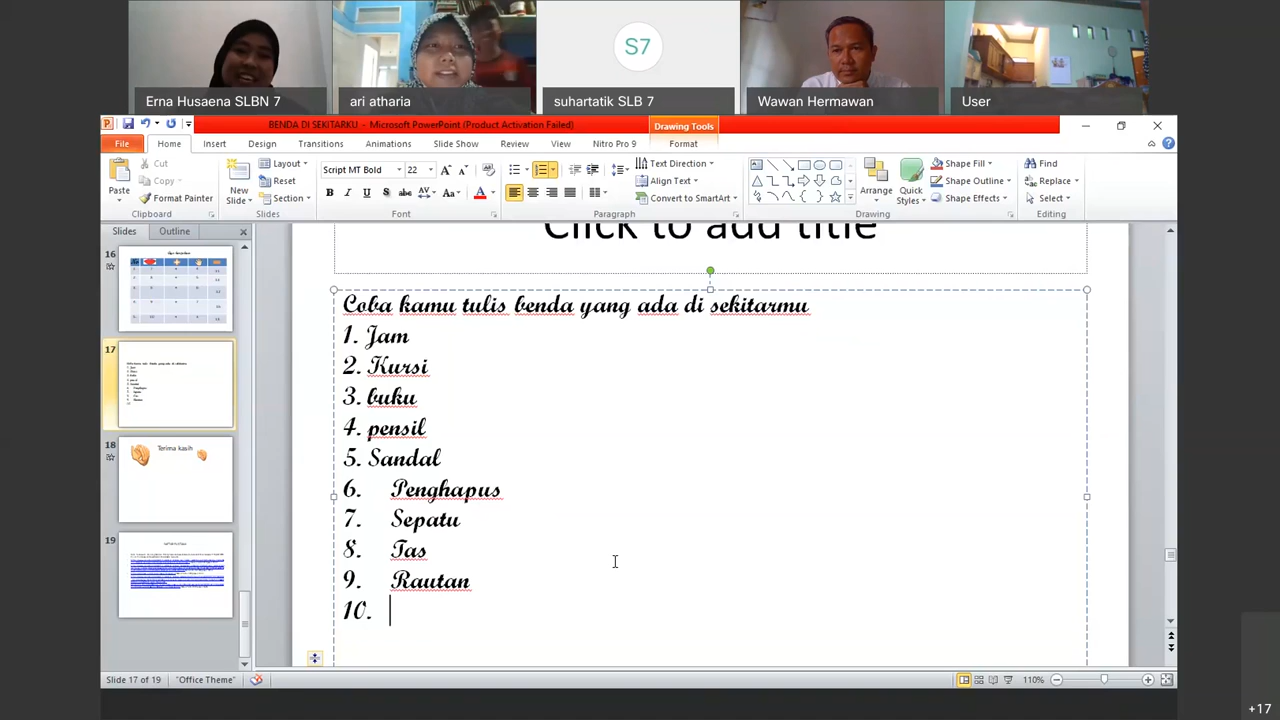 S7
Erna Husaena SLBN 7
ari atharia
suhartatik SLB 7
Wawan Hermawan
User
BENDA DI SEKITARKU - Microsoft PowerPoint (Product Activation Failed)
Drawing Tools
File Home Insert Design Transitions Animations Slide Show Review View Nitro Pro 9 Format
Paste
Cut
Copy
Format Painter
Clipboard
New Slide
Layout
Reset
Section
Slides
Script MT Bold 22
Font
Paragraph
Text Direction
Align Text
Convert to SmartArt
Arrange
Quick Styles
Shape Fill
Shape Outline
Shape Effects
Drawing
Find
Replace
Select
Editing
Slides Outline
16
17
18
Terima kasih
19
Click to add title
Coba kamu tulis benda yang ada di sekitarmu
1. Jam
2. Kursi
3. buku
4. pensil
5. Sandal
6. Penghapus
7. Sepatu
8. Tas
9. Rautan
10.
Slide 17 of 19 "Office Theme" 110%
+17